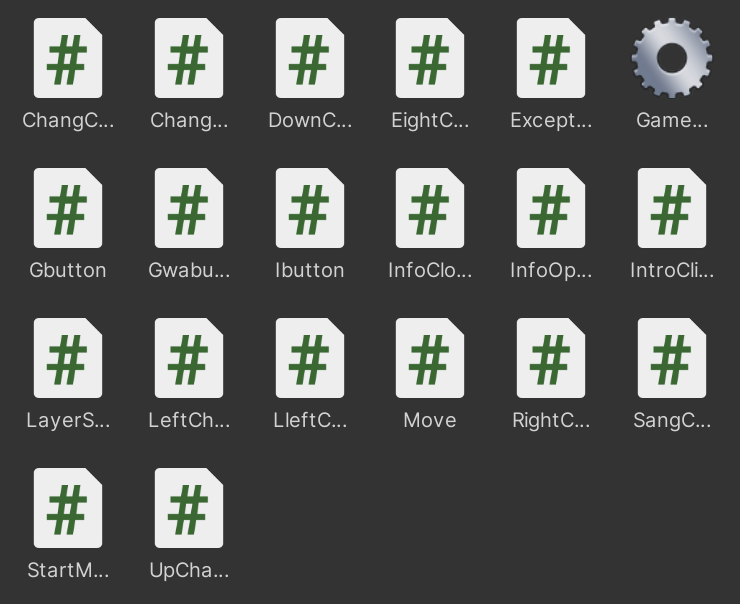 ChangC... Chang... DownC... EightC... Except... Game...
Gbutton Gwabu... Ibutton InfoClo... InfoOp... IntroCli...
LayerS... LeftCh... LleftC... Move RightC... SangC...
StartM... UpCha...